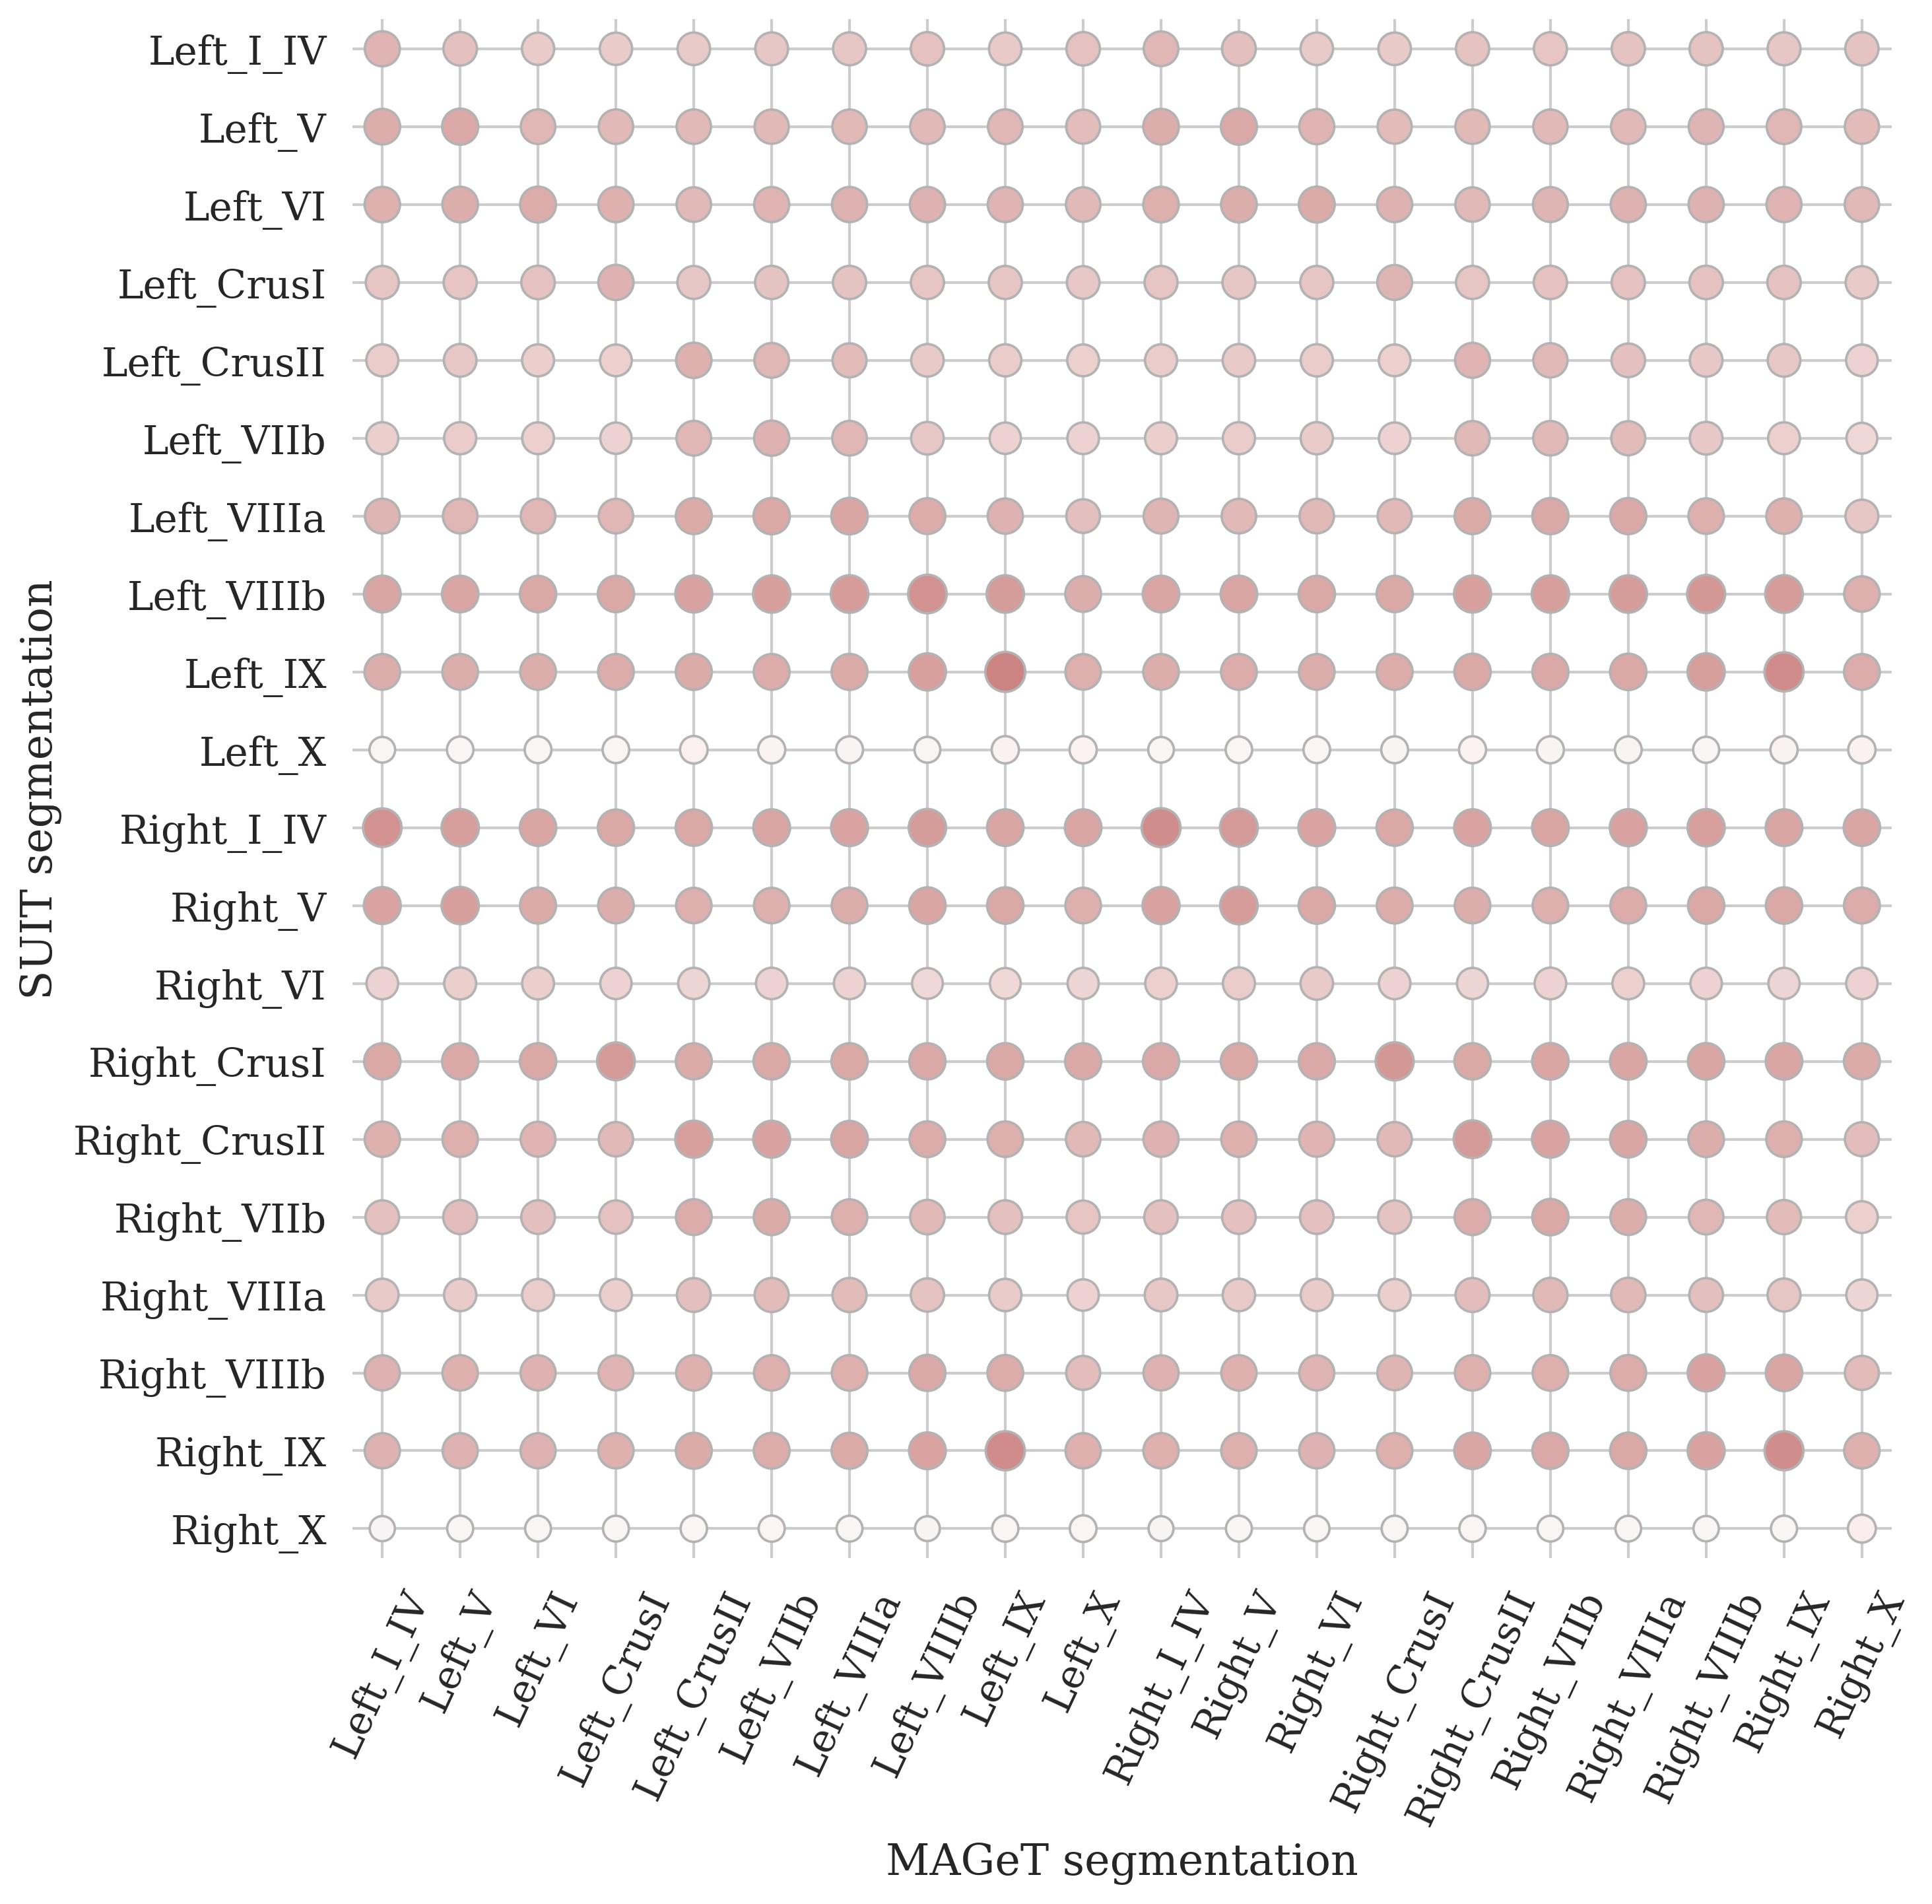 Left_I_IV
Left_V
Left_VI
Left_CrusI
Left_CrusII
Left_VIIb
Left_VIIIa
Left_VIIIb
Left_IX
Left_X
Right_I_IV
Right_V
Right_VI
Right_CrusI
Right_CrusII
Right_VIIb
Right_VIIIa
Right_VIIIb
Right_IX
Right_X
SUIT segmentation
Left_I_IV
Left_V
Left_VI
Left_CrusI
Left_CrusII
Left_VIIb
Left_VIIIa
Left_VIIIb
Left_IX
Left_X
Right_I_IV
Right_V
Right_VI
Right_CrusI
Right_CrusII
Right_VIIb
Right_VIIIa
Right_VIIIb
Right_IX
Right_X
MAGeT segmentation